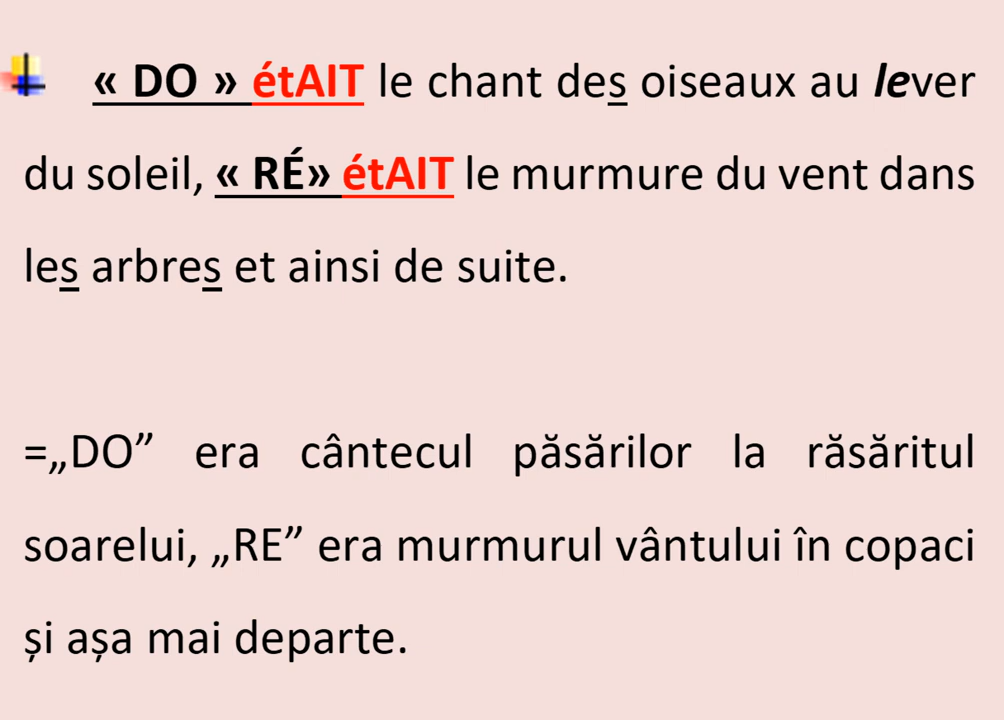 « DO » étAIT le chant des oiseaux au lever
du soleil, « RÉ» étAIT le murmure du vent dans
les arbres et ainsi de suite.
=„DO” era cântecul păsărilor la răsăritul
soarelui, „RE” era murmurul vântului în copaci
și așa mai departe.